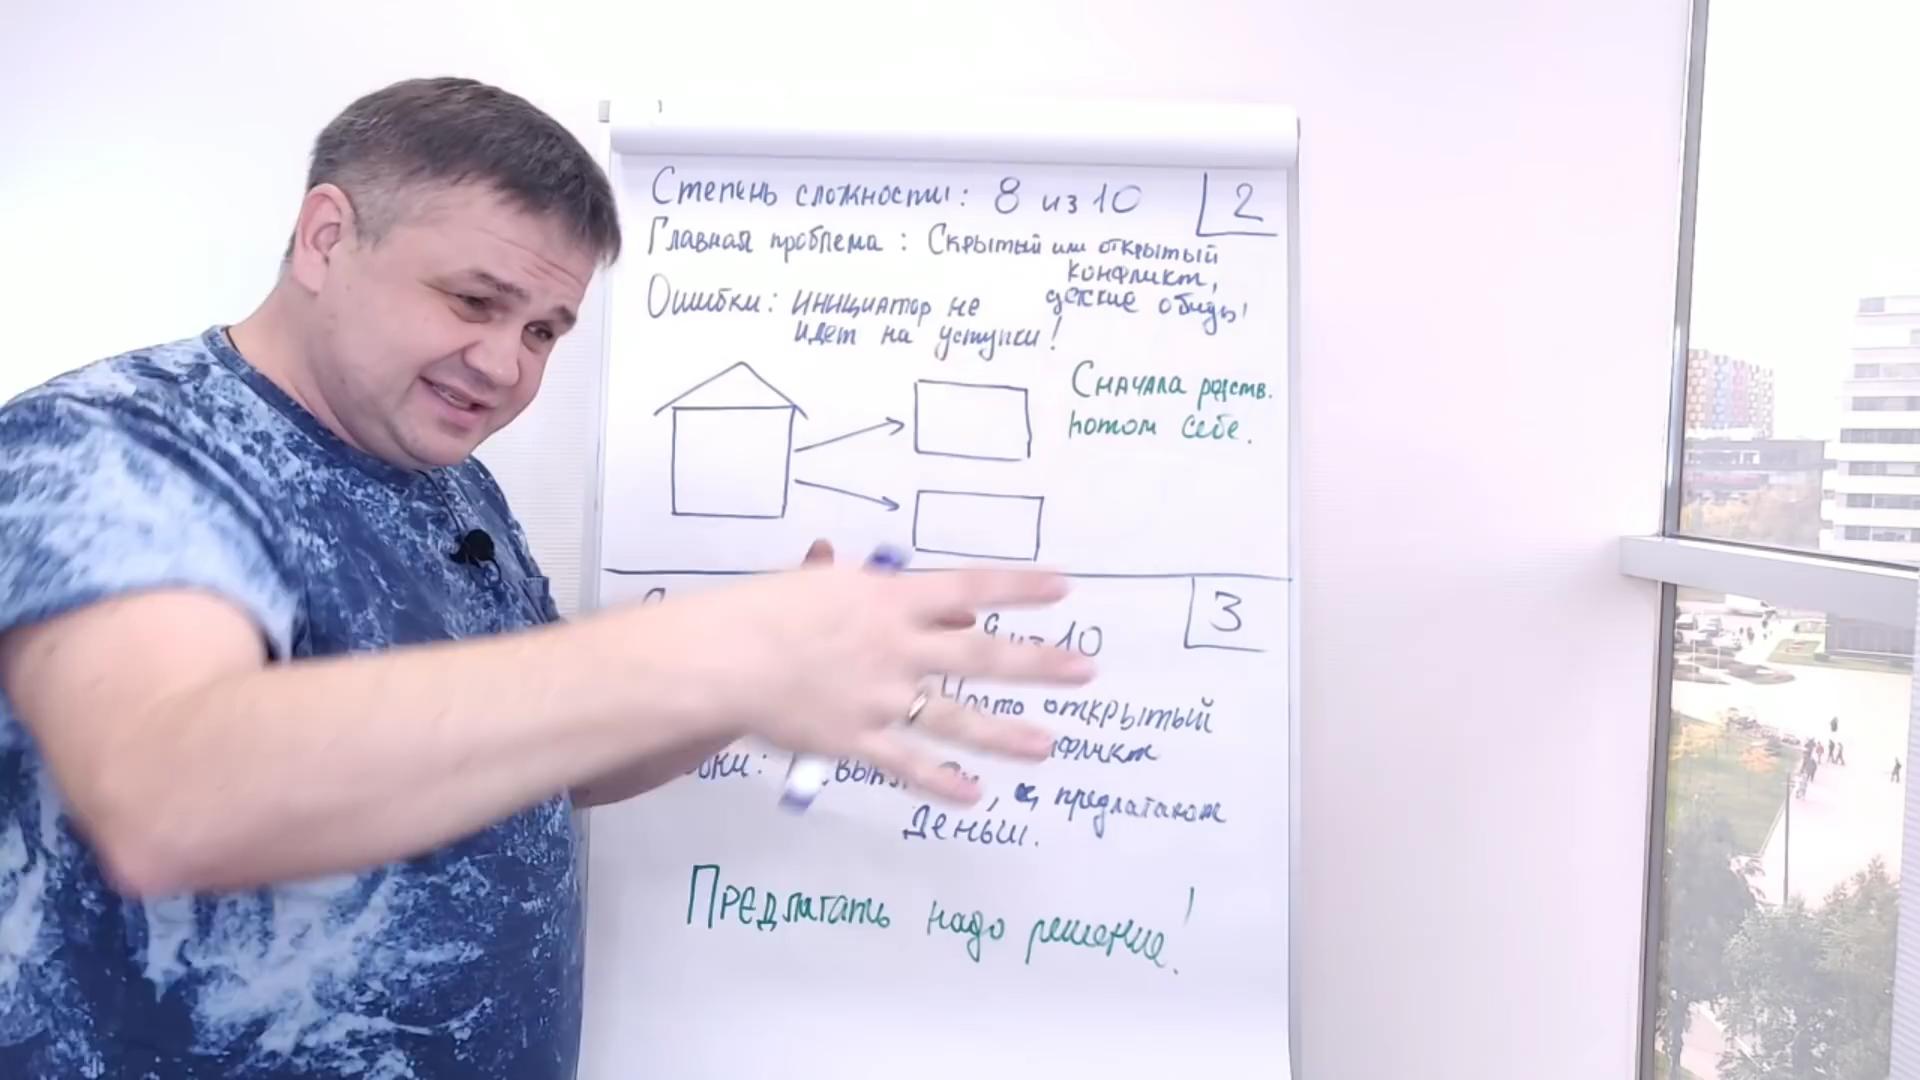 Степень сложности: 8 из 10
2
Главная проблема: Скрытый или открытый
конфликт,
детские обиды!
Ошибки: инициатор не
идет на уступки!
Сначала родств.
потом себе.
3
из 10
Часто открытый
предлагают
деньги.
Предлагать надо решение!